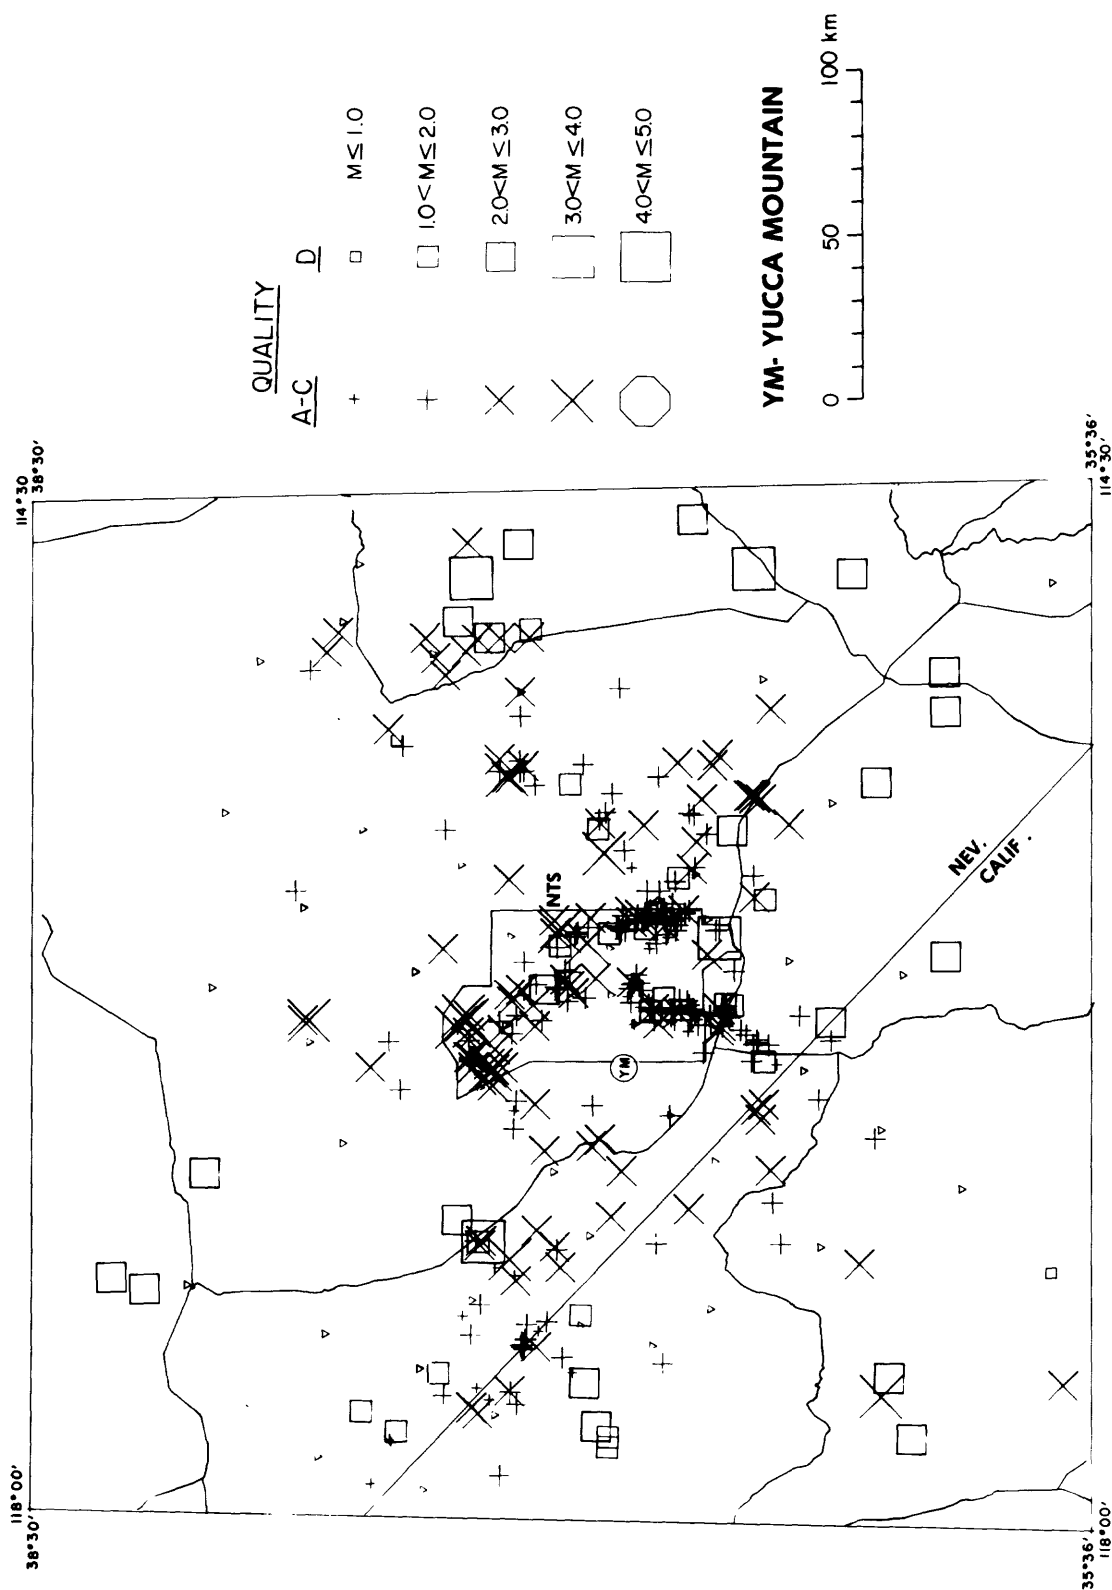 118°00'
38°30'
114°30
38°30'
NTS
YM
NEV.
CALIF.
35°36'
118°00'
35°36'
114°30'
QUALITY
A-C
D
M≤1.0
1.0<M≤2.0
2.0<M≤3.0
3.0<M≤4.0
4.0<M≤5.0
YM- YUCCA MOUNTAIN
0
50
100 km